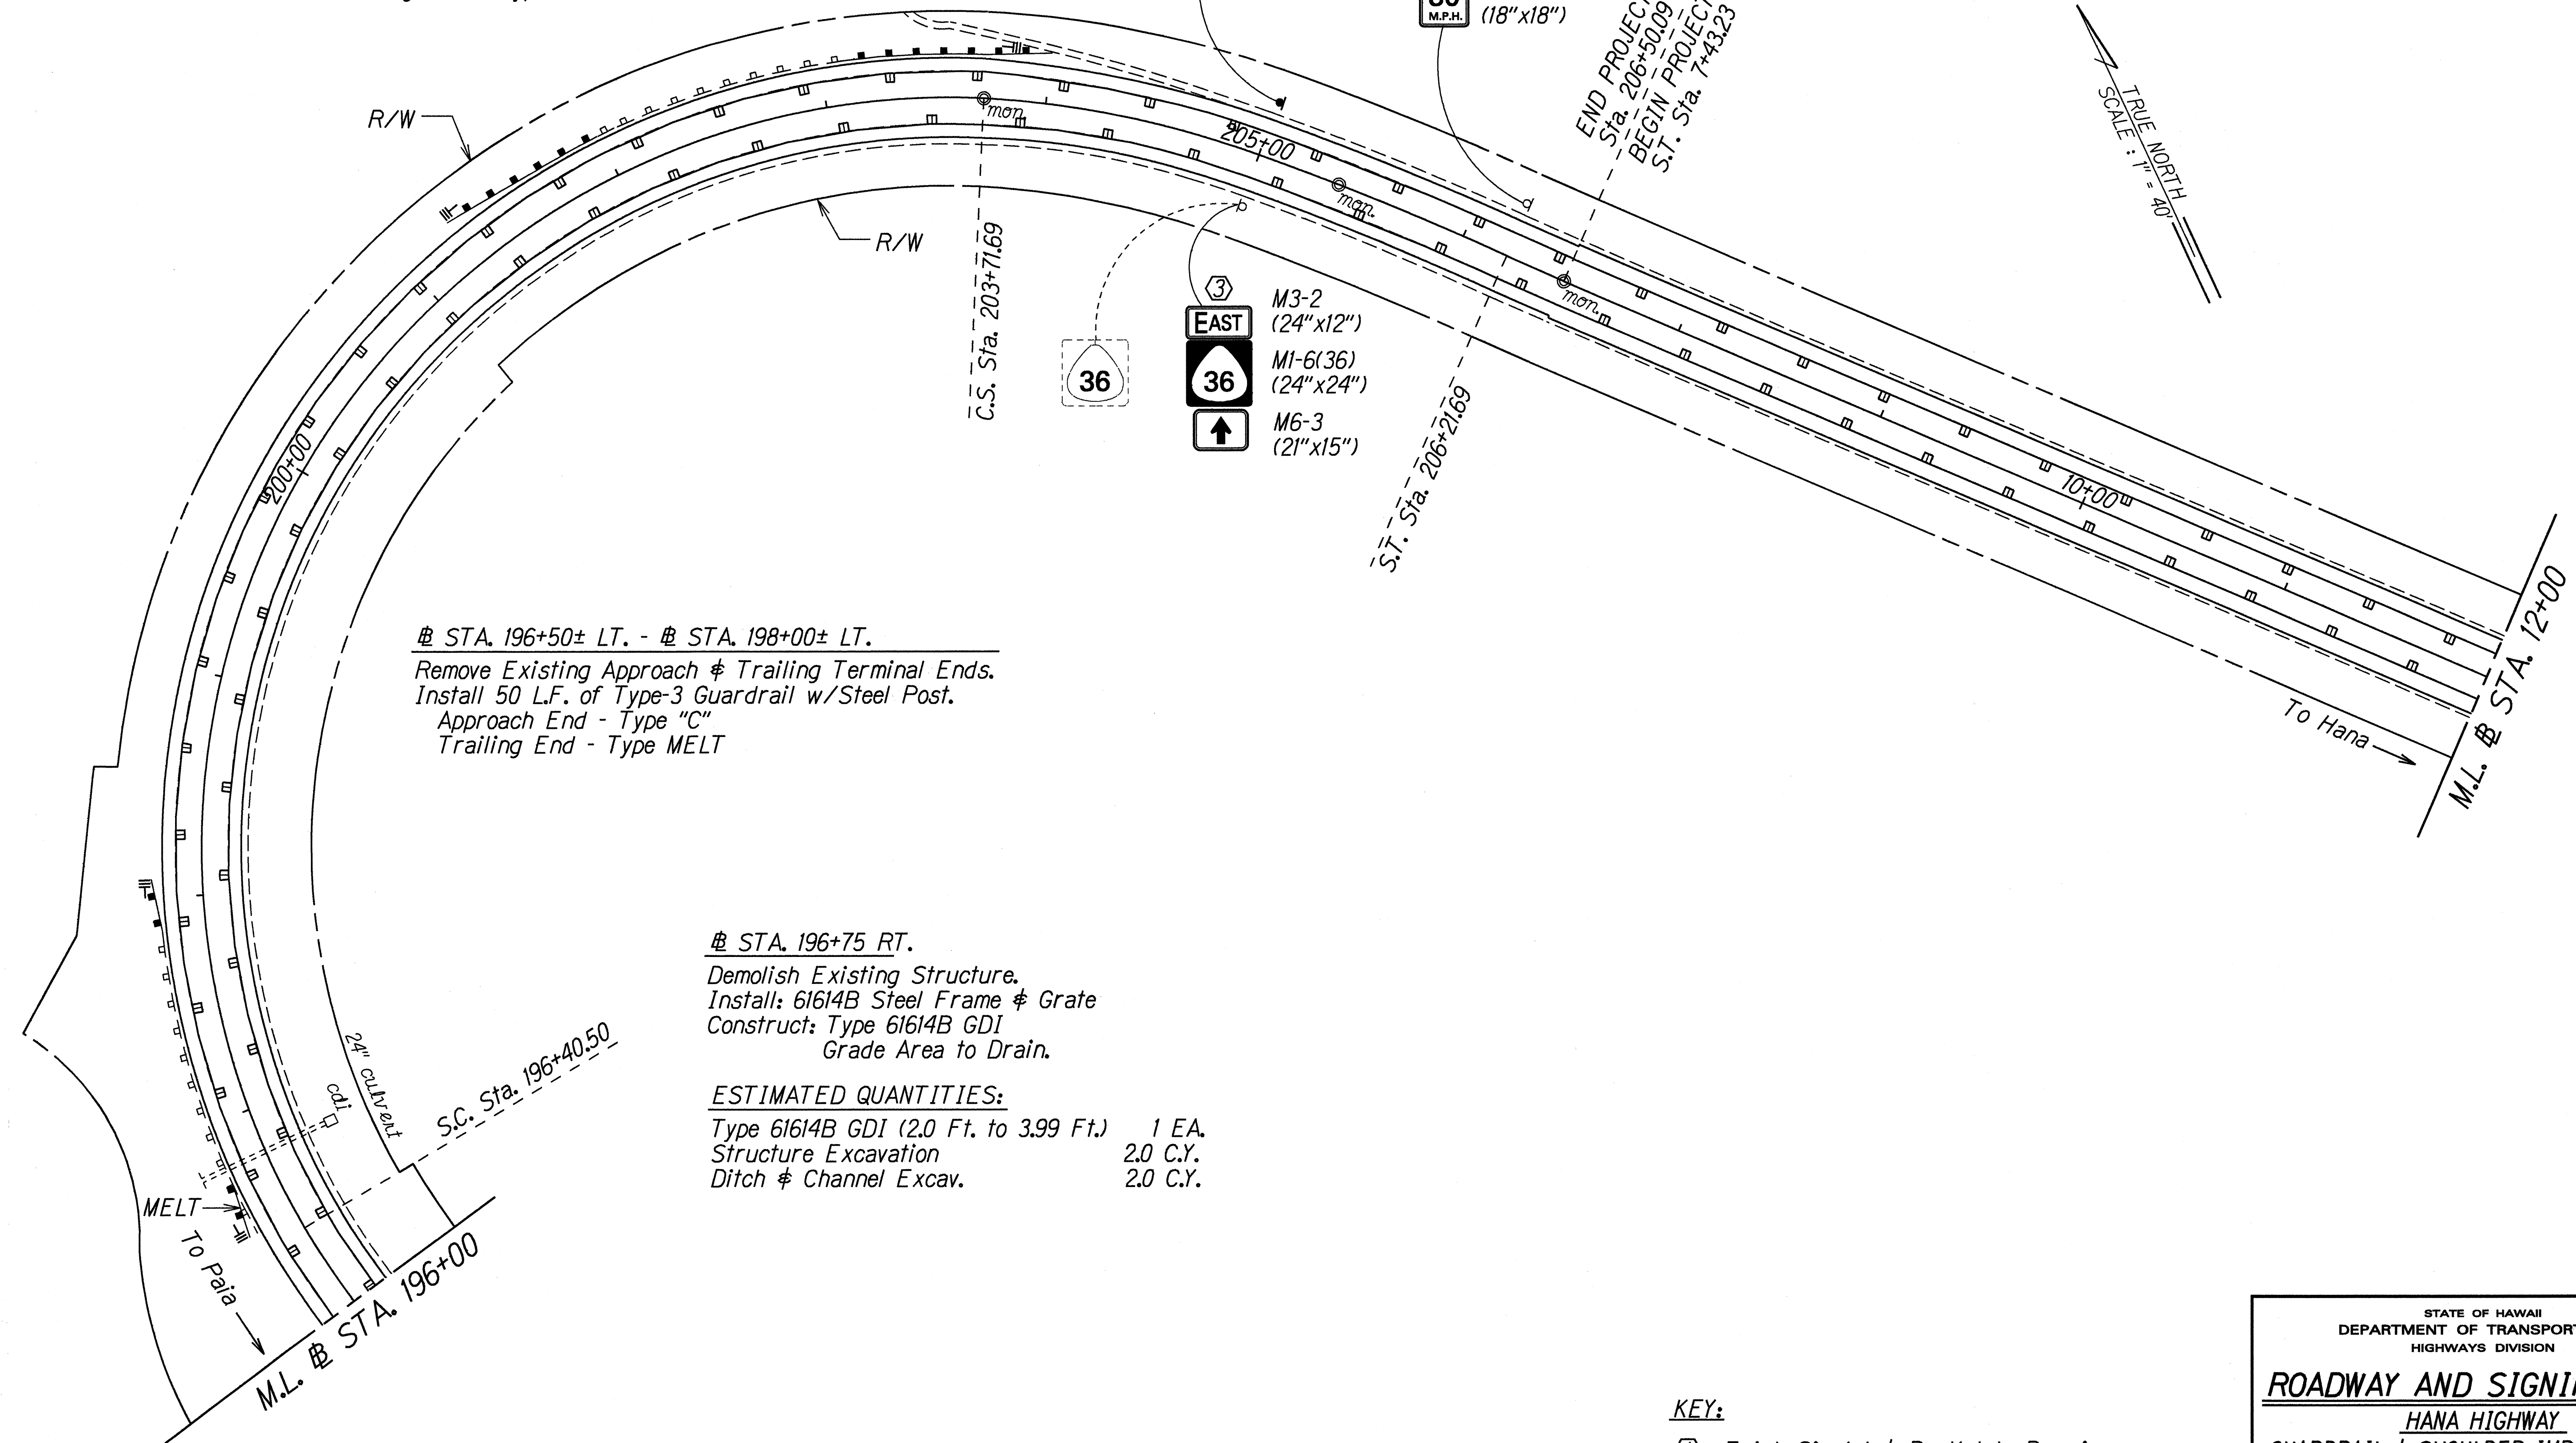 M.P.H.
(18"x18")
END PROJECT
Sta. 206+50.09
BEGIN PROJECT
S.T. Sta. 7+43.23
TRUE NORTH
SCALE : 1" = 40'
R/W
mon.
205+00
mon.
R/W
mon.
C.S. Sta. 203+71.69
3
EAST
M3-2
(24"x12")
36
36
M1-6(36)
(24"x24")
M6-3
(21"x15")
S.T. Sta. 206+21.69
200+00
10+00
M.L. ℄ STA. 12+00
To Hana
℄ STA. 196+50± LT. - ℄ STA. 198+00± LT.
Remove Existing Approach & Trailing Terminal Ends.
Install 50 L.F. of Type-3 Guardrail w/Steel Post.
Approach End - Type "C"
Trailing End - Type MELT
℄ STA. 196+75 RT.
Demolish Existing Structure.
Install: 61614B Steel Frame & Grate
Construct: Type 61614B GDI
Grade Area to Drain.
ESTIMATED QUANTITIES:
Type 61614B GDI (2.0 Ft. to 3.99 Ft.) 1 EA.
Structure Excavation 2.0 C.Y.
Ditch & Channel Excav. 2.0 C.Y.
24" culvert
cdi
S.C. Sta. 196+40.50
MELT
To Paia
M.L. ℄ STA. 196+00
KEY:
STATE OF HAWAII
DEPARTMENT OF TRANSPORT
HIGHWAYS DIVISION
ROADWAY AND SIGNI
HANA HIGHWAY